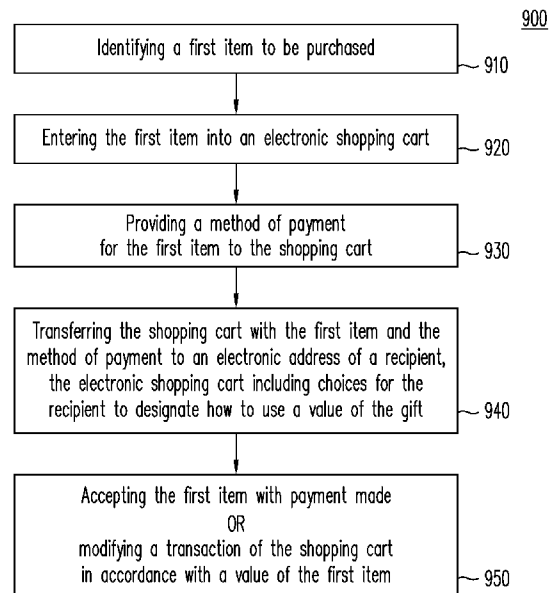 900
Identifying a first item to be purchased
910
Entering the first item into an electronic shopping cart
920
Providing a method of payment
for the first item to the shopping cart
930
Transferring the shopping cart with the first item and the
method of payment to an electronic address of a recipient,
the electronic shopping cart including choices for the
recipient to designate how to use a value of the gift
940
Accepting the first item with payment made
OR
modifying a transaction of the shopping cart
in accordance with a value of the first item
950